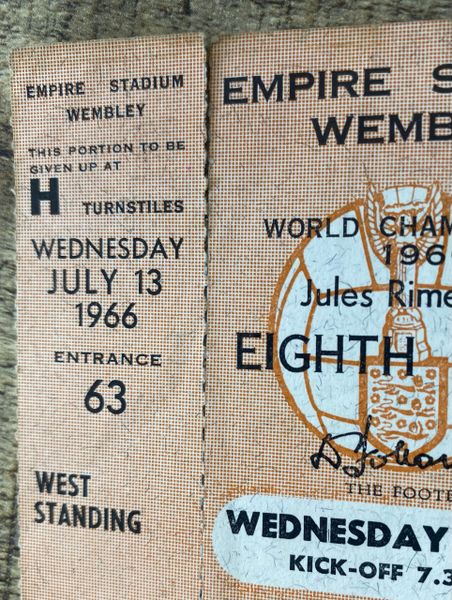 EMPIRE STADIUM
WEMBLEY
THIS PORTION TO BE
GIVEN UP AT
H TURNSTILES
WEDNESDAY
JULY 13
1966
ENTRANCE
63
WEST
STANDING
EMPIRE S
WEMB
WORLD CHAM
196
Jules Rime
EIGHTH
THE FOOT
WEDNESDAY
KICK-OFF 7.3